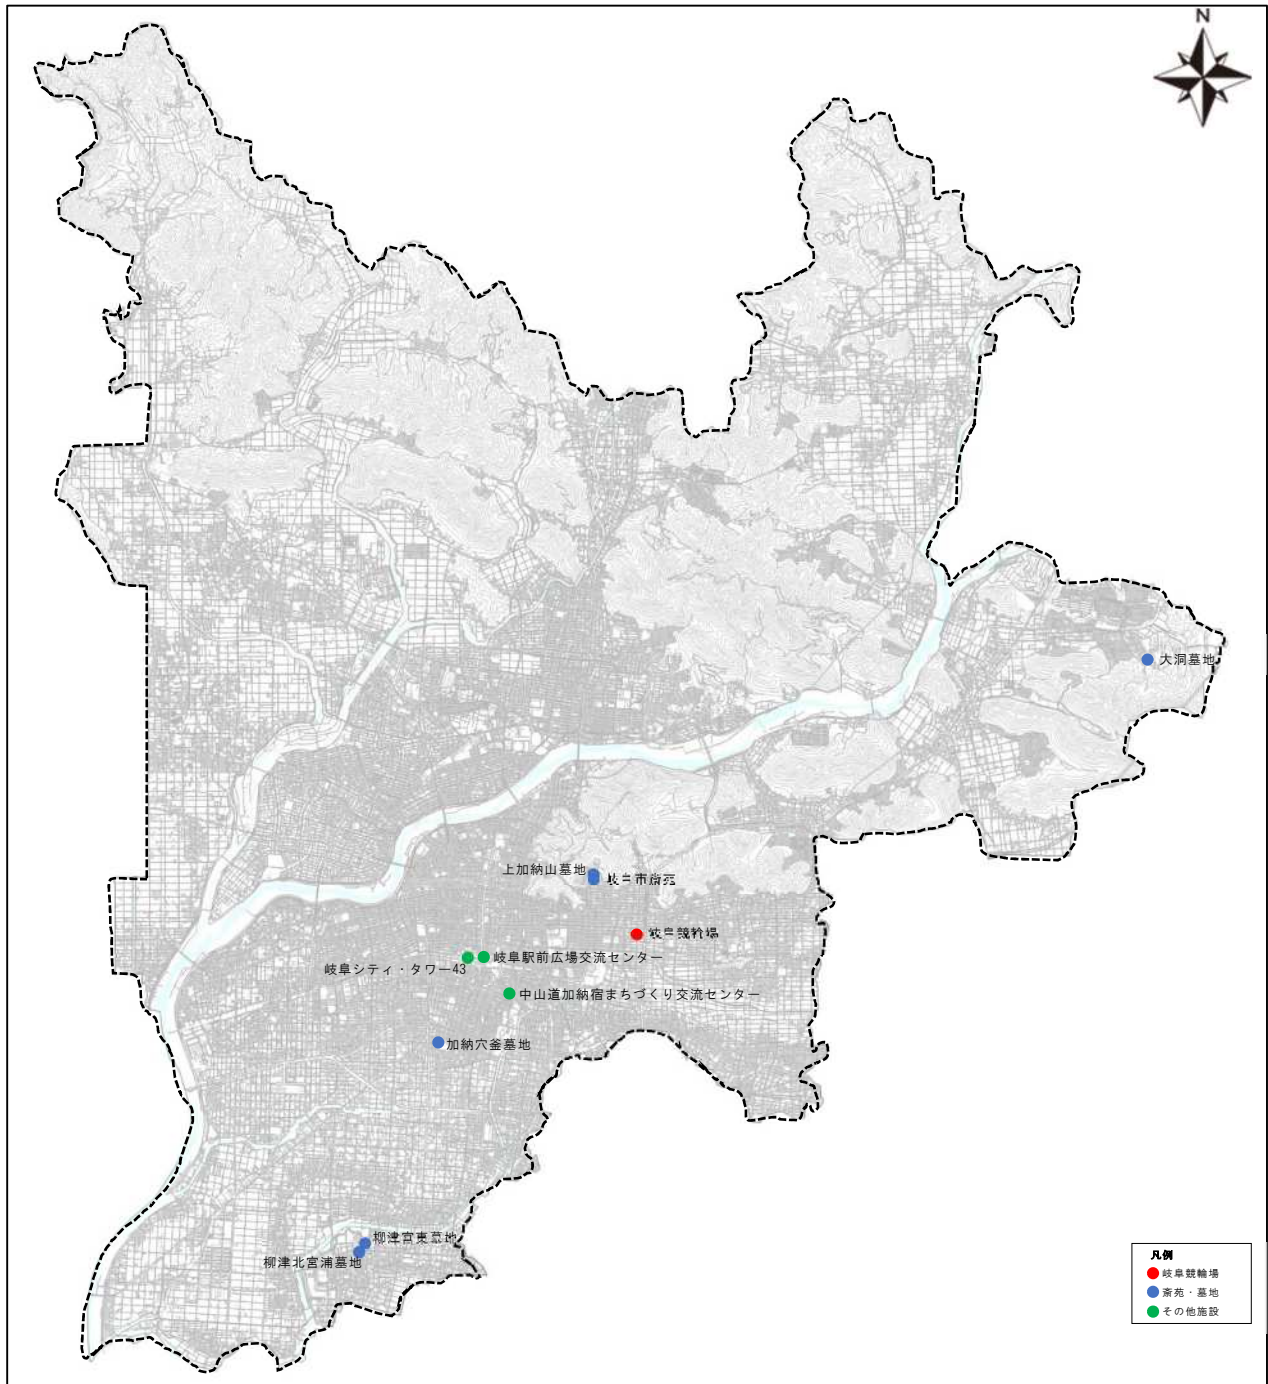 N
大洞墓地
上加納山墓地
岐阜市斎苑
岐阜競輪場
岐阜駅前広場交流センター
岐阜シティ・タワー43
中山道加納宿まちづくり交流センター
加納穴釜墓地
柳津宮東墓地
柳津北宮浦墓地
凡例
岐阜競輪場
斎苑・墓地
その他施設